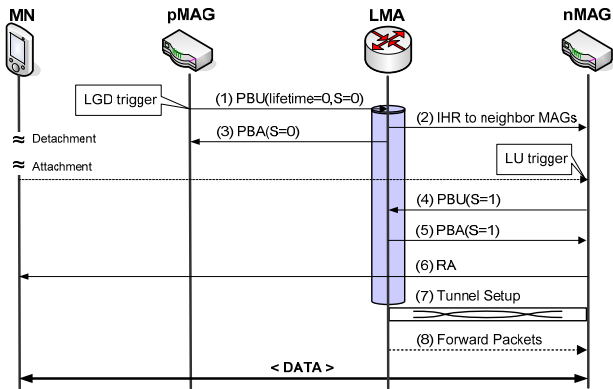 MN pMAG LMA nMAG
LGD trigger
(1) PBU(lifetime=0,S=0)
(2) IHR to neighbor MAGs
(3) PBA(S=0)
Detachment
Attachment
LU trigger
(4) PBU(S=1)
(5) PBA(S=1)
(6) RA
(7) Tunnel Setup
(8) Forward Packets
< DATA >